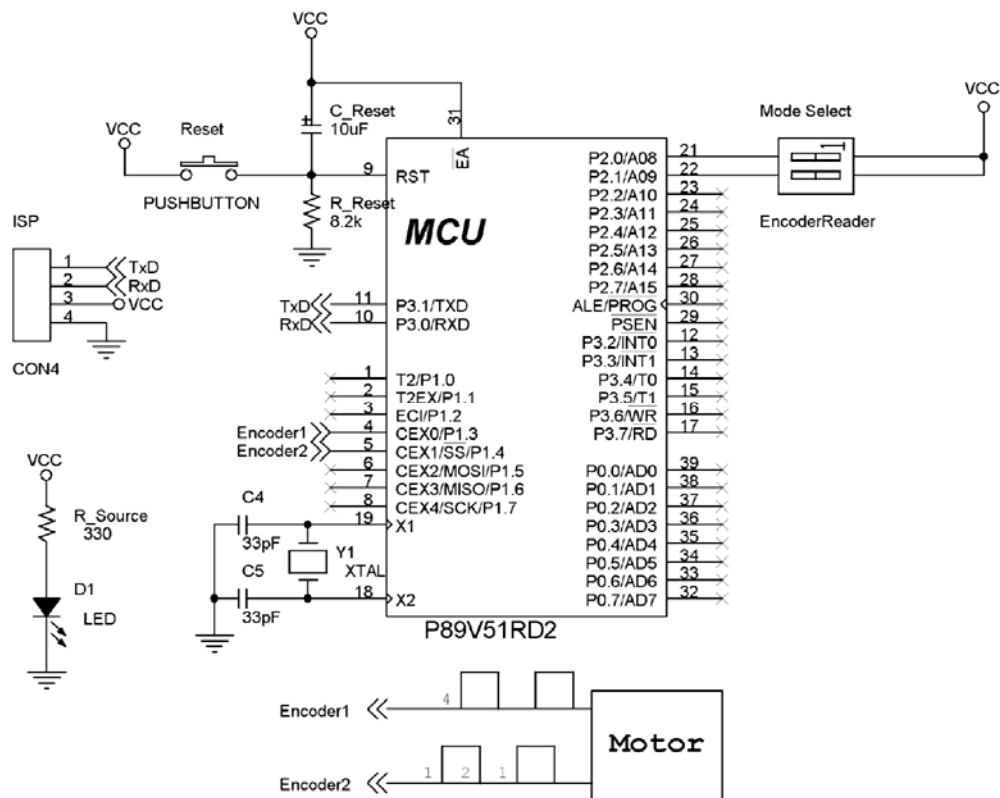 VCC
VCC
Reset
PUSHBUTTON
C_Reset
10uF
R_Reset
8.2k
31
EA
9
RST
MCU
ISP
1
TxD
2
RxD
3
VCC
4
CON4
TxD
11
P3.1/TXD
RxD
10
P3.0/RXD
1
T2/P1.0
2
T2EX/P1.1
3
ECI/P1.2
Encoder1
4
CEX0/P1.3
Encoder2
5
CEX1/SS/P1.4
6
CEX2/MOSI/P1.5
7
CEX3/MISO/P1.6
8
CEX4/SCK/P1.7
19
X1
18
X2
C4
33pF
C5
33pF
Y1
XTAL
P2.0/A08
21
P2.1/A09
22
P2.2/A10
23
P2.3/A11
24
P2.4/A12
25
P2.5/A13
26
P2.6/A14
27
P2.7/A15
28
ALE/PROG
30
PSEN
29
P3.2/INT0
12
P3.3/INT1
13
P3.4/T0
14
P3.5/T1
15
P3.6/WR
16
P3.7/RD
17
P0.0/AD0
39
P0.1/AD1
38
P0.2/AD2
37
P0.3/AD3
36
P0.4/AD4
35
P0.5/AD5
34
P0.6/AD6
33
P0.7/AD7
32
P89V51RD2
Mode Select
1
EncoderReader
VCC
VCC
R_Source
330
D1
LED
Encoder1
4
Encoder2
1
2
1
Motor